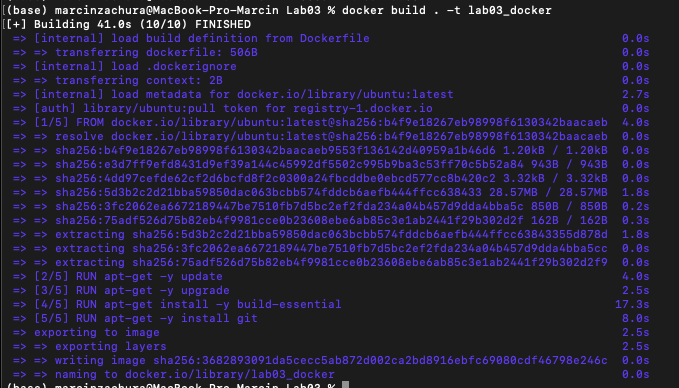 (base) marcinzachura@MacBook-Pro-Marcin Lab03 % docker build . -t lab03_docker
[+] Building 41.0s (10/10) FINISHED
=> [internal] load build definition from Dockerfile 0.0s
=> => transferring dockerfile: 506B 0.0s
=> [internal] load .dockerignore 0.0s
=> => transferring context: 2B 0.0s
=> [internal] load metadata for docker.io/library/ubuntu:latest 2.7s
=> [auth] library/ubuntu:pull token for registry-1.docker.io 0.0s
=> [1/5] FROM docker.io/library/ubuntu:latest@sha256:b4f9e18267eb98998f6130342baacaeb 4.0s
=> => resolve docker.io/library/ubuntu:latest@sha256:b4f9e18267eb98998f6130342baacaeb 0.0s
=> => sha256:b4f9e18267eb98998f6130342baacaeb9553f136142d40959a1b46d6 1.20kB / 1.20kB 0.0s
=> => sha256:e3d7ff9efd8431d9ef39a144c45992df5502c995b9ba3c53ff70c5b52a84 943B / 943B 0.0s
=> => sha256:4dd97cefde62cf2d6bcfd8f2c0300a24fbcddbe0ebcd577cc8b420c2 3.32kB / 3.32kB 0.0s
=> => sha256:5d3b2c2d21bba59850dac063bcbb574fddcb6aefb444ffcc638433 28.57MB / 28.57MB 1.8s
=> => sha256:3fc2062ea6672189447be7510fb7d5bc2ef2fda234a04b457d9dda4bba5c 850B / 850B 0.2s
=> => sha256:75adf526d75b82eb4f9981cce0b23608ebe6ab85c3e1ab2441f29b302d2f 162B / 162B 0.3s
=> => extracting sha256:5d3b2c2d21bba59850dac063bcbb574fddcb6aefb444ffcc63843355d878d 1.8s
=> => extracting sha256:3fc2062ea6672189447be7510fb7d5bc2ef2fda234a04b457d9dda4bba5cc 0.0s
=> => extracting sha256:75adf526d75b82eb4f9981cce0b23608ebe6ab85c3e1ab2441f29b302d2f9 0.0s
=> [2/5] RUN apt-get -y update 4.0s
=> [3/5] RUN apt-get -y upgrade 2.5s
=> [4/5] RUN apt-get install -y build-essential 17.3s
=> [5/5] RUN apt-get -y install git 8.0s
=> exporting to image 2.5s
=> => exporting layers 2.5s
=> => writing image sha256:3682893091da5cecc5ab872d002ca2bd8916ebfc69080cdf46798e246c 0.0s
=> => naming to docker.io/library/lab03_docker 0.0s
(base) marcinzachura@MacBook-Pro-Marcin Lab03 %